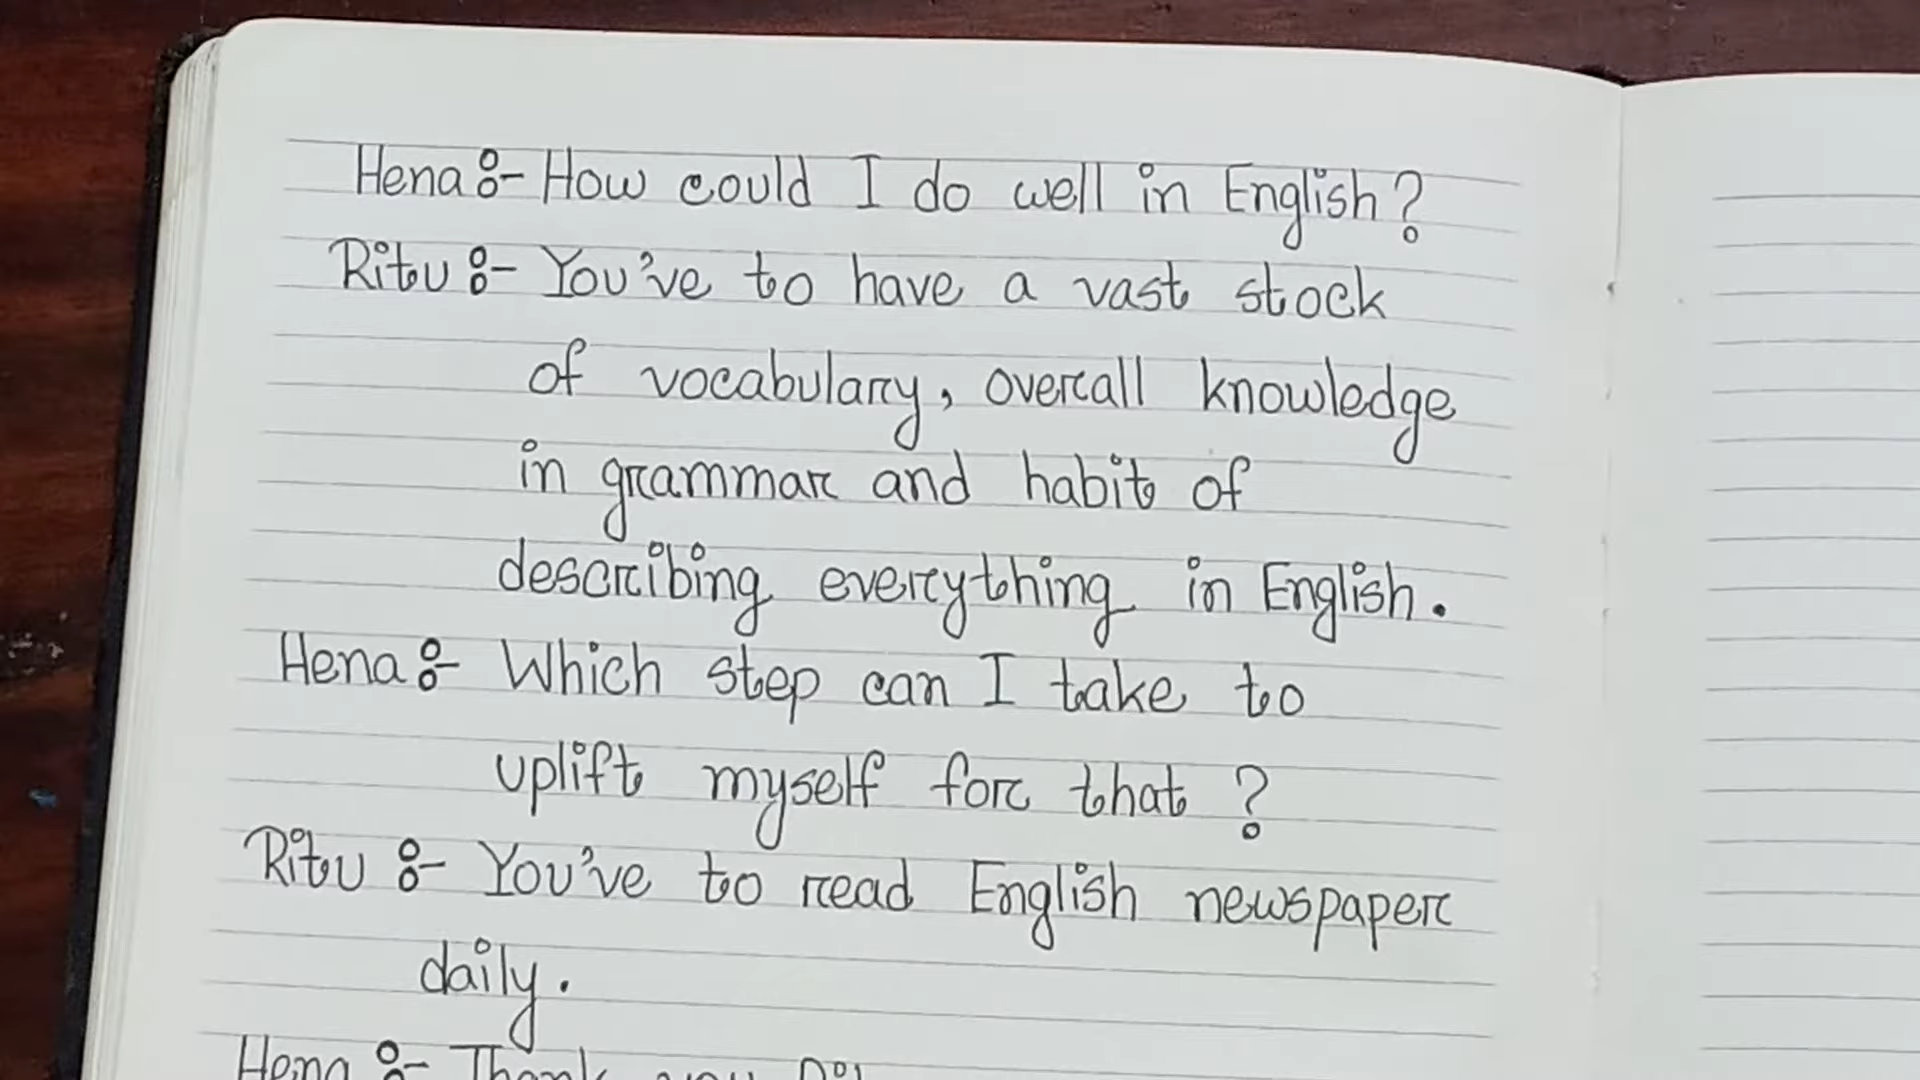 Hena:- How could I do well in English?
Ritu:- You've to have a vast stock
of vocabulary, overall knowledge
in grammar and habit of
describing everything in English.
Hena:- Which step can I take to
uplift myself for that ?
Ritu:- You've to read English newspaper
daily.
Hena:- Thank you